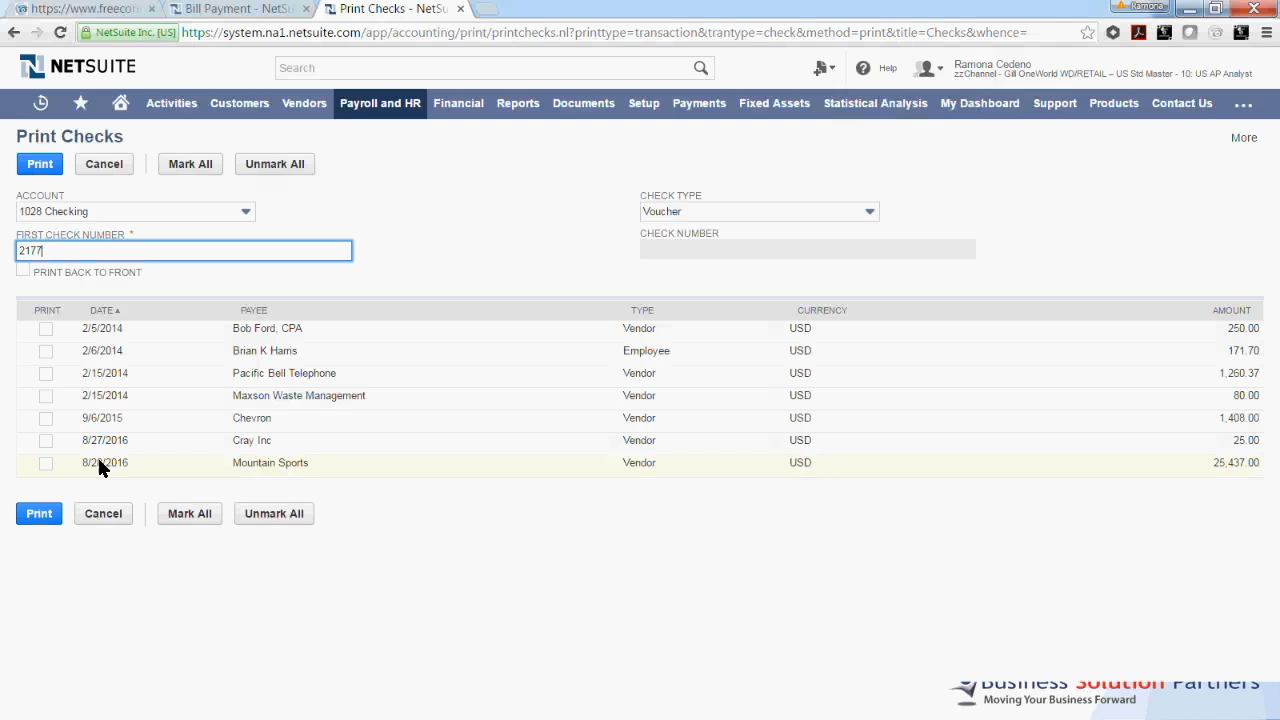 https://www.freecon
Bill Payment - NetSui
Print Checks - NetSu
Ramona
NetSuite Inc. [US]
https://system.na1.netsuite.com/app/accounting/print/printchecks.nl?printtype=transaction&trantype=check&method=print&title=Checks&whence=
NETSUITE
Search
Help
Ramona Cedeno
zzChannel - Gill OneWorld WD/RETAIL – US Std Master - 10: US AP Analyst
Activities Customers Vendors Payroll and HR Financial Reports Documents Setup Payments Fixed Assets Statistical Analysis My Dashboard Support Products Contact Us ...
Print Checks
More
Print Cancel Mark All Unmark All
ACCOUNT
1028 Checking
CHECK TYPE
Voucher
FIRST CHECK NUMBER *
2177
CHECK NUMBER
PRINT BACK TO FRONT
PRINT DATE▲ PAYEE TYPE CURRENCY AMOUNT
2/5/2014 Bob Ford, CPA Vendor USD 250.00
2/6/2014 Brian K Harris Employee USD 171.70
2/15/2014 Pacific Bell Telephone Vendor USD 1,260.37
2/15/2014 Maxson Waste Management Vendor USD 80.00
9/6/2015 Chevron Vendor USD 1,408.00
8/27/2016 Cray Inc Vendor USD 25.00
8/28/2016 Mountain Sports Vendor USD 25,437.00
Print Cancel Mark All Unmark All
Business Solution Partners
Moving Your Business Forward